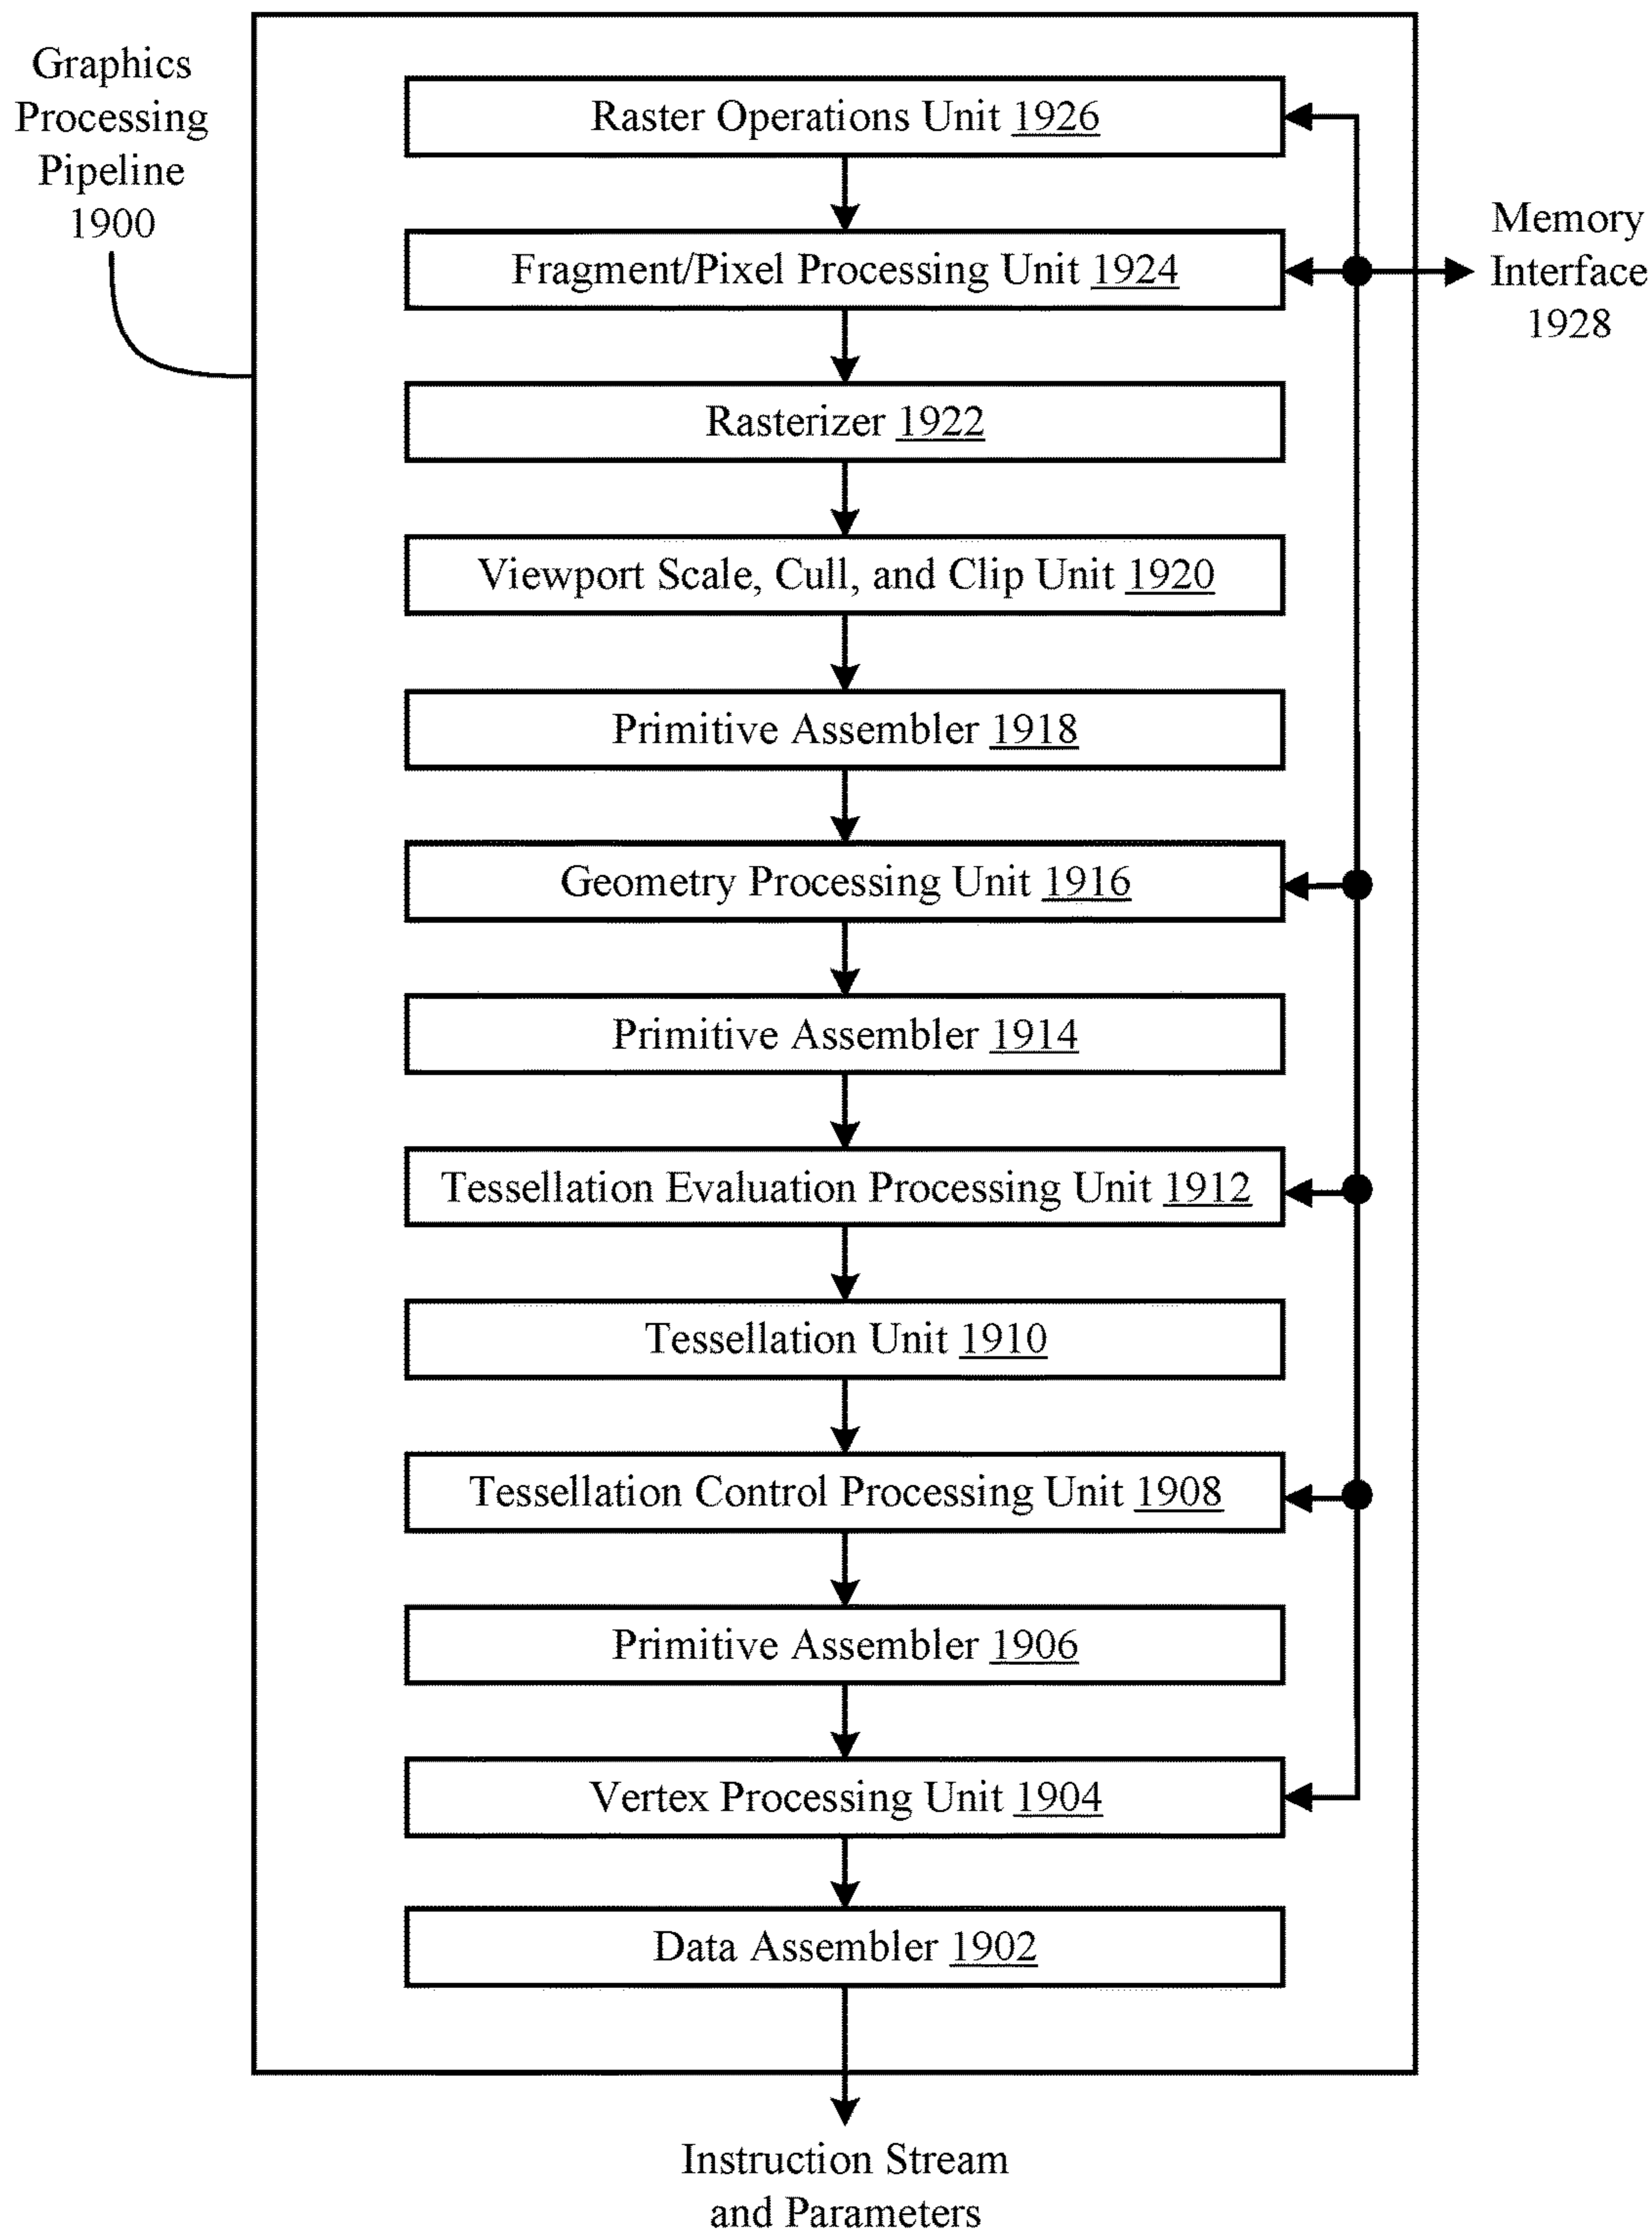 Graphics
Processing
Pipeline
1900
Raster Operations Unit 1926
Fragment/Pixel Processing Unit 1924
Memory
Interface
1928
Rasterizer 1922
Viewport Scale, Cull, and Clip Unit 1920
Primitive Assembler 1918
Geometry Processing Unit 1916
Primitive Assembler 1914
Tessellation Evaluation Processing Unit 1912
Tessellation Unit 1910
Tessellation Control Processing Unit 1908
Primitive Assembler 1906
Vertex Processing Unit 1904
Data Assembler 1902
Instruction Stream
and Parameters